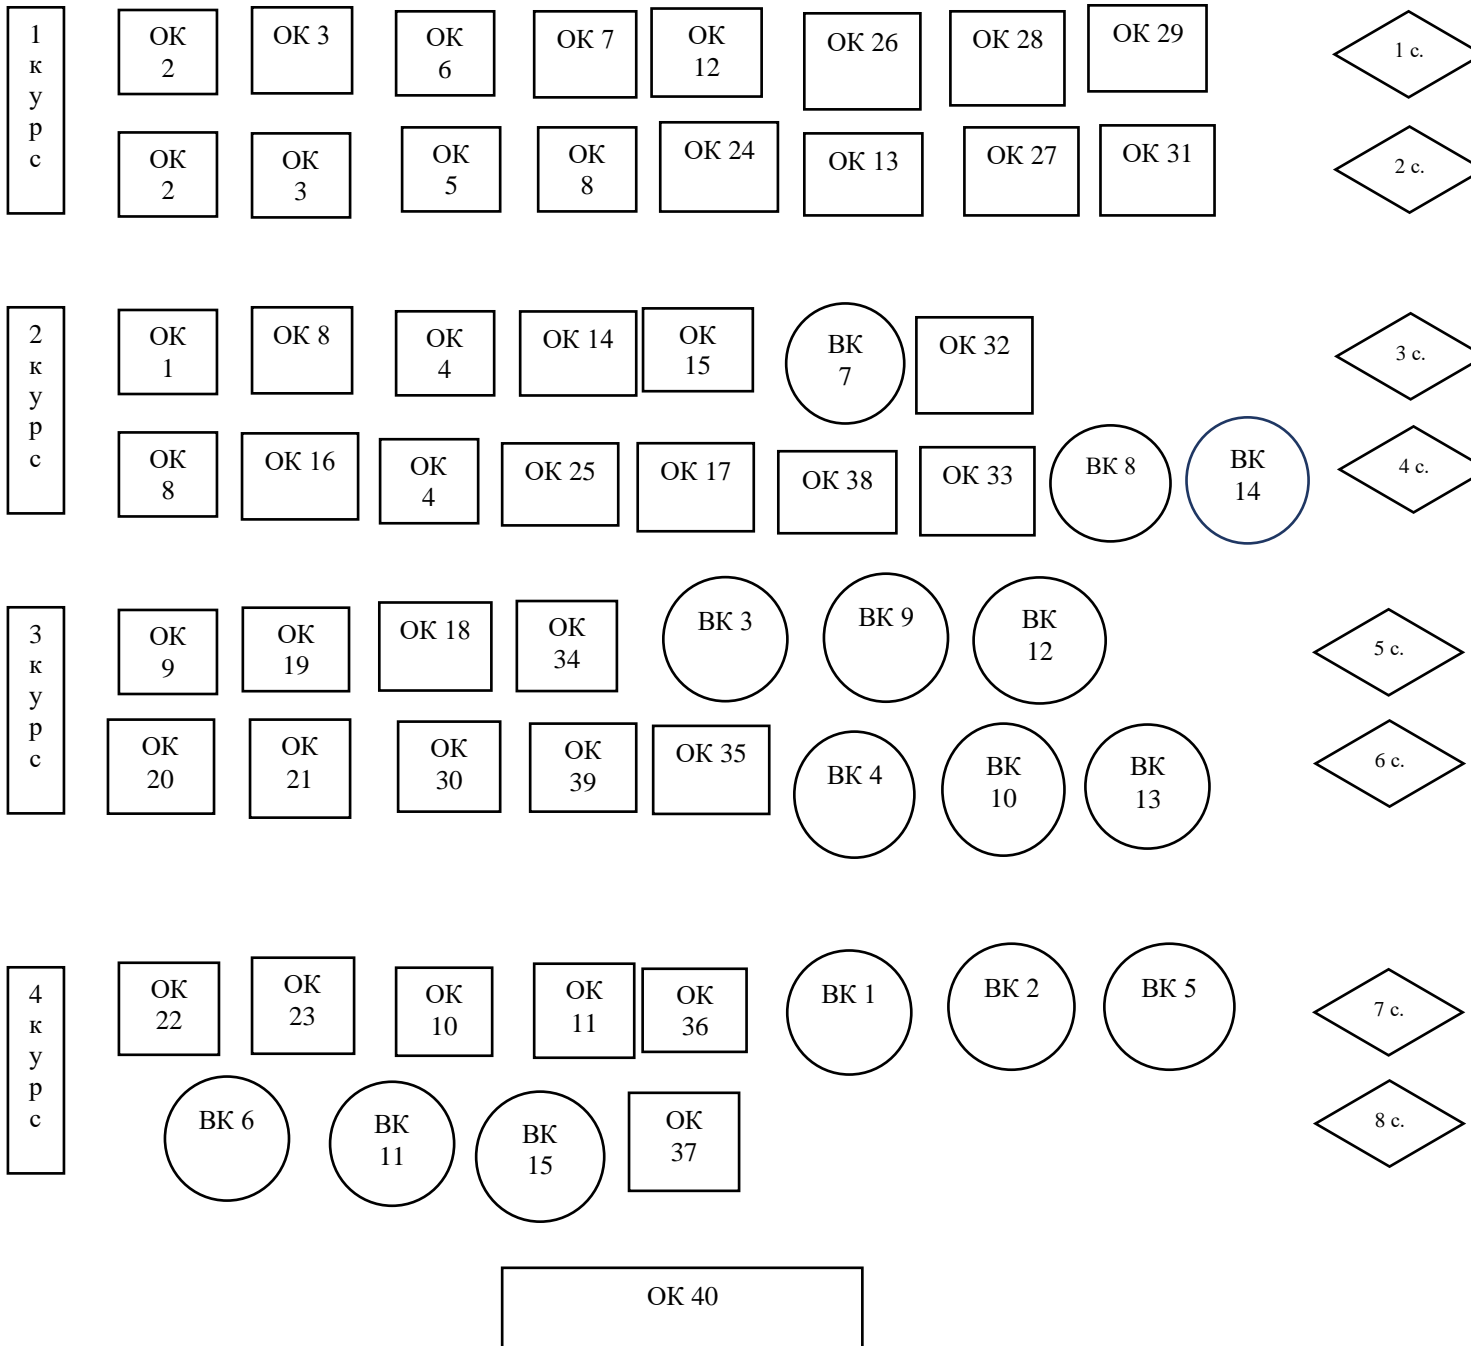 1
к
у
р
с
ОК
2
ОК 3
ОК
6
ОК 7
ОК
12
ОК 26
ОК 28
ОК 29
1 с.
ОК
2
ОК
3
ОК
5
ОК
8
ОК 24
ОК 13
ОК 27
ОК 31
2 с.
2
к
у
р
с
ОК
1
ОК 8
ОК
4
ОК 14
ОК
15
ВК
7
ОК 32
3 с.
ОК
8
ОК 16
ОК
4
ОК 25
ОК 17
ОК 38
ОК 33
ВК 8
ВК
14
4 с.
3
к
у
р
с
ОК
9
ОК
19
ОК 18
ОК
34
ВК 3
ВК 9
ВК
12
5 с.
ОК
20
ОК
21
ОК
30
ОК
39
ОК 35
ВК 4
ВК
10
ВК
13
6 с.
4
к
у
р
с
ОК
22
ОК
23
ОК
10
ОК
11
ОК
36
ВК 1
ВК 2
ВК 5
7 с.
ВК 6
ВК
11
ВК
15
ОК
37
8 с.
ОК 40